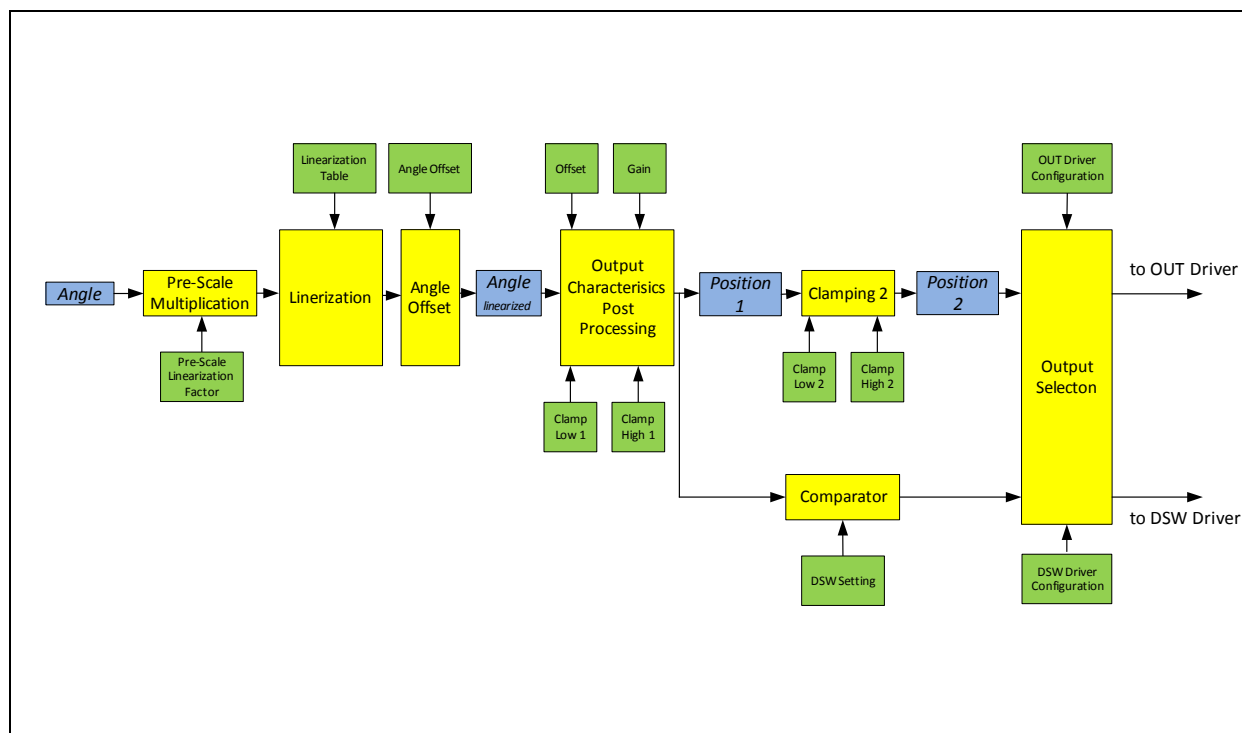 Linearization
Table
Angle Offset
Offset
Gain
OUT Driver
Configuration
Angle
Pre-Scale
Multiplication
Linerization
Angle
Offset
Angle
linearized
Output
Characterisics
Post
Processing
Position
1
Clamping 2
Position
2
to OUT Driver
Pre-Scale
Linearization
Factor
Clamp
Low 1
Clamp
High 1
Clamp
Low 2
Clamp
High 2
Output
Selecton
Comparator
to DSW Driver
DSW Setting
DSW Driver
Configuration